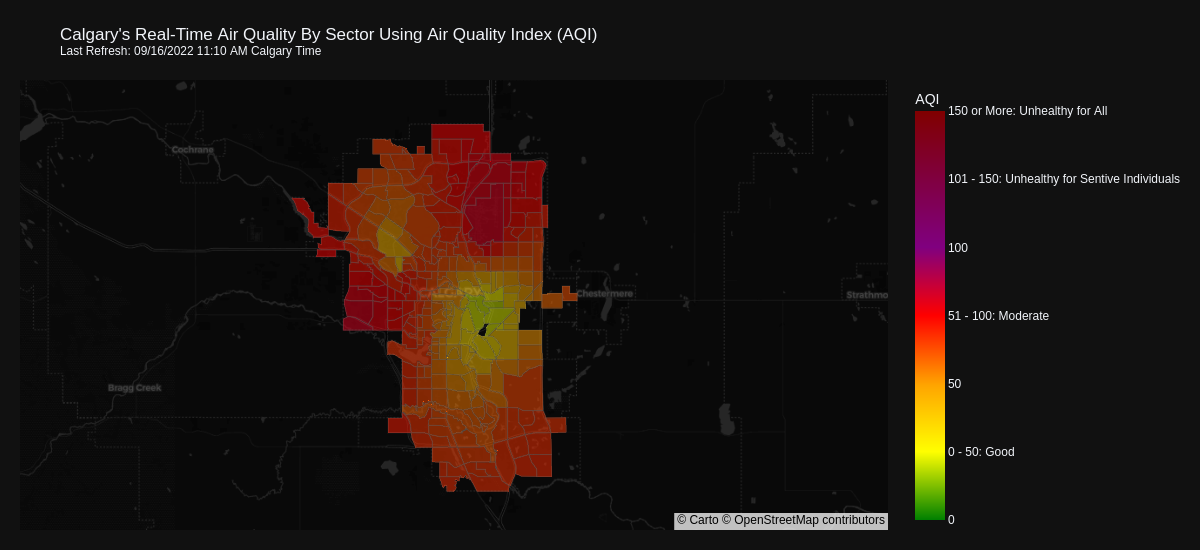 Calgary's Real-Time Air Quality By Sector Using Air Quality Index (AQI)
Last Refresh: 09/16/2022 11:10 AM Calgary Time
AQI
150 or More: Unhealthy for All
Cochrane
101 - 150: Unhealthy for Sentive Individuals
100
CALGARY
Chestermere
Strathmo
51 - 100: Moderate
Bragg Creek
50
0 - 50: Good
0
© Carto © OpenStreetMap contributors